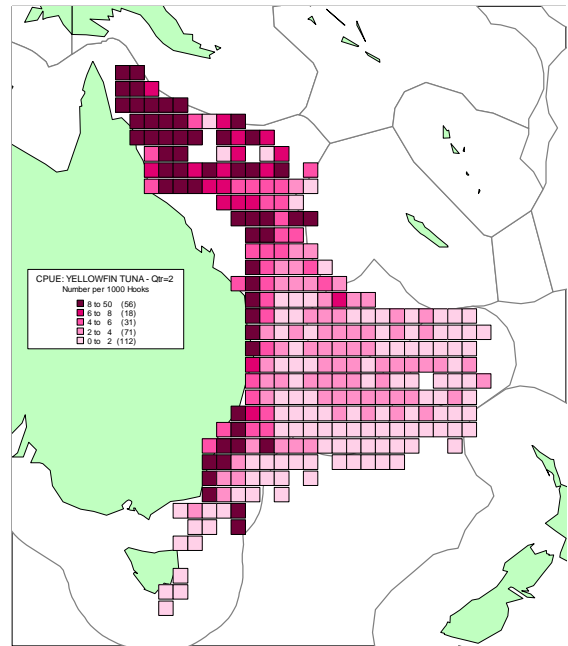 CPUE: YELLOWFIN TUNA - Qtr=2
Number per 1000 Hooks
8 to 50 (56)
6 to 8 (18)
4 to 6 (31)
2 to 4 (71)
0 to 2 (112)